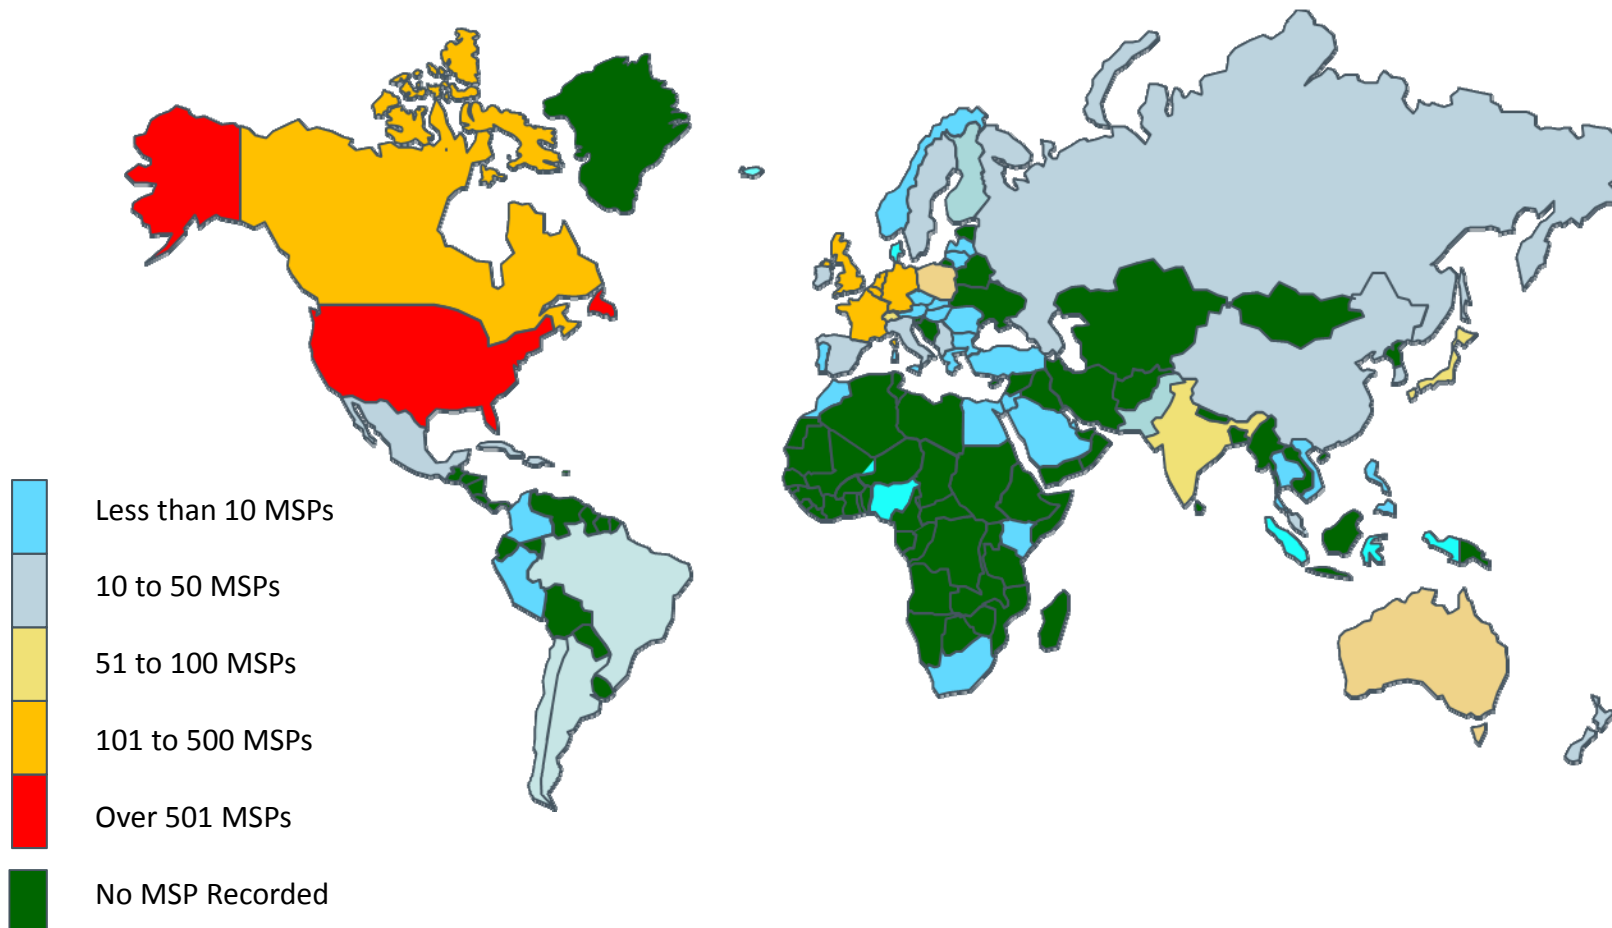 Less than 10 MSPs
10 to 50 MSPs
51 to 100 MSPs
101 to 500 MSPs
Over 501 MSPs
No MSP Recorded